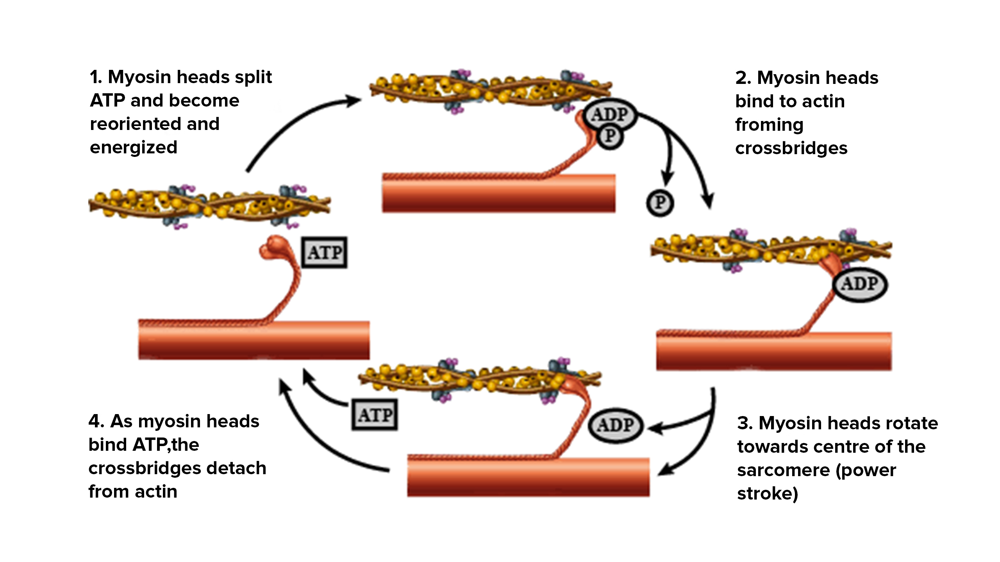 1. Myosin heads split
ATP and become
reoriented and
energized
2. Myosin heads
bind to actin
froming
crossbridges
ADP
P
P
ATP
ADP
ATP
ADP
4. As myosin heads
bind ATP,the
crossbridges detach
from actin
3. Myosin heads rotate
towards centre of the
sarcomere (power
stroke)